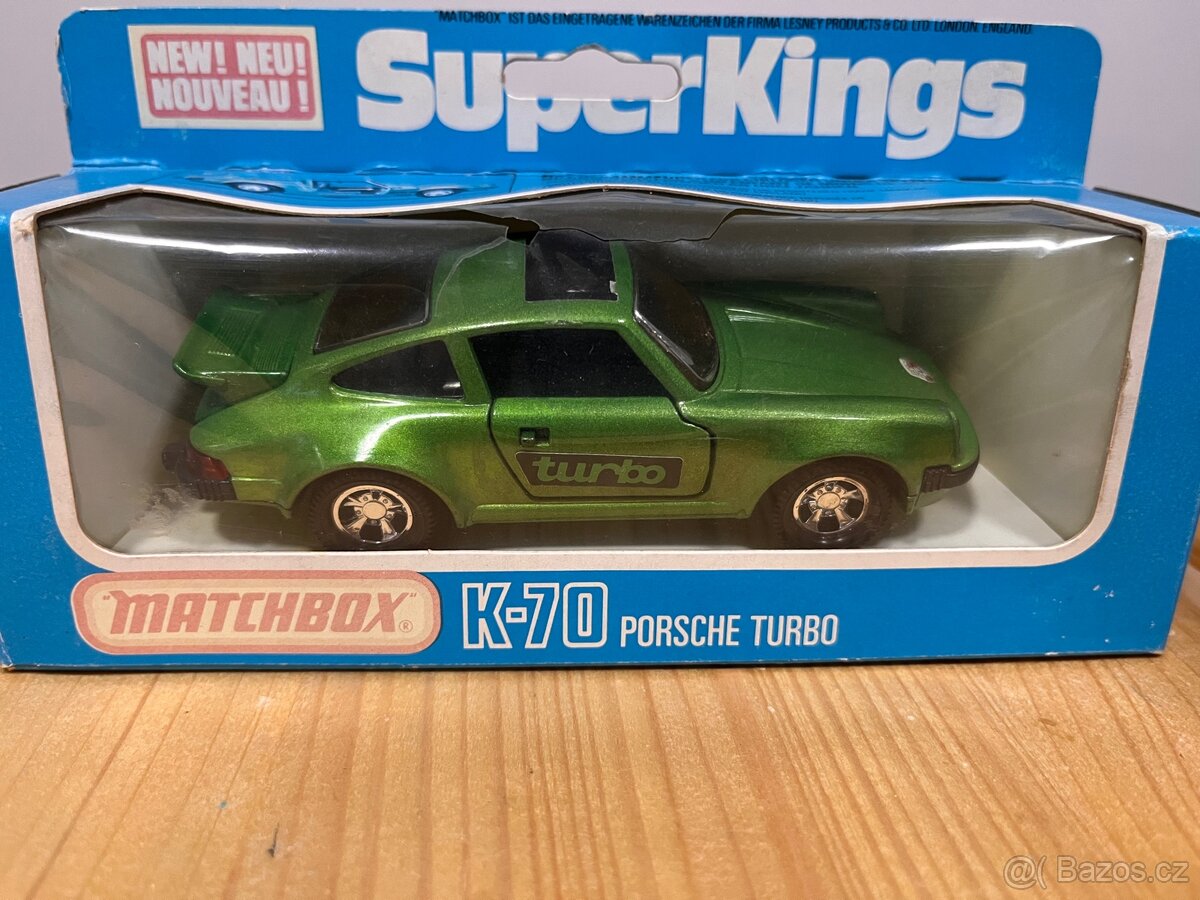 "MATCHBOX" IST DAS EINGETRAGENE WARENZEICHEN DER FIRMA LESNEY PRODUCTS & CO. LTD. LONDON. ENGLAND.
NEW! NEU!
NOUVEAU!
SuperKings
turbo
"MATCHBOX"®
K-70 PORSCHE TURBO
@( Bazoš.cz